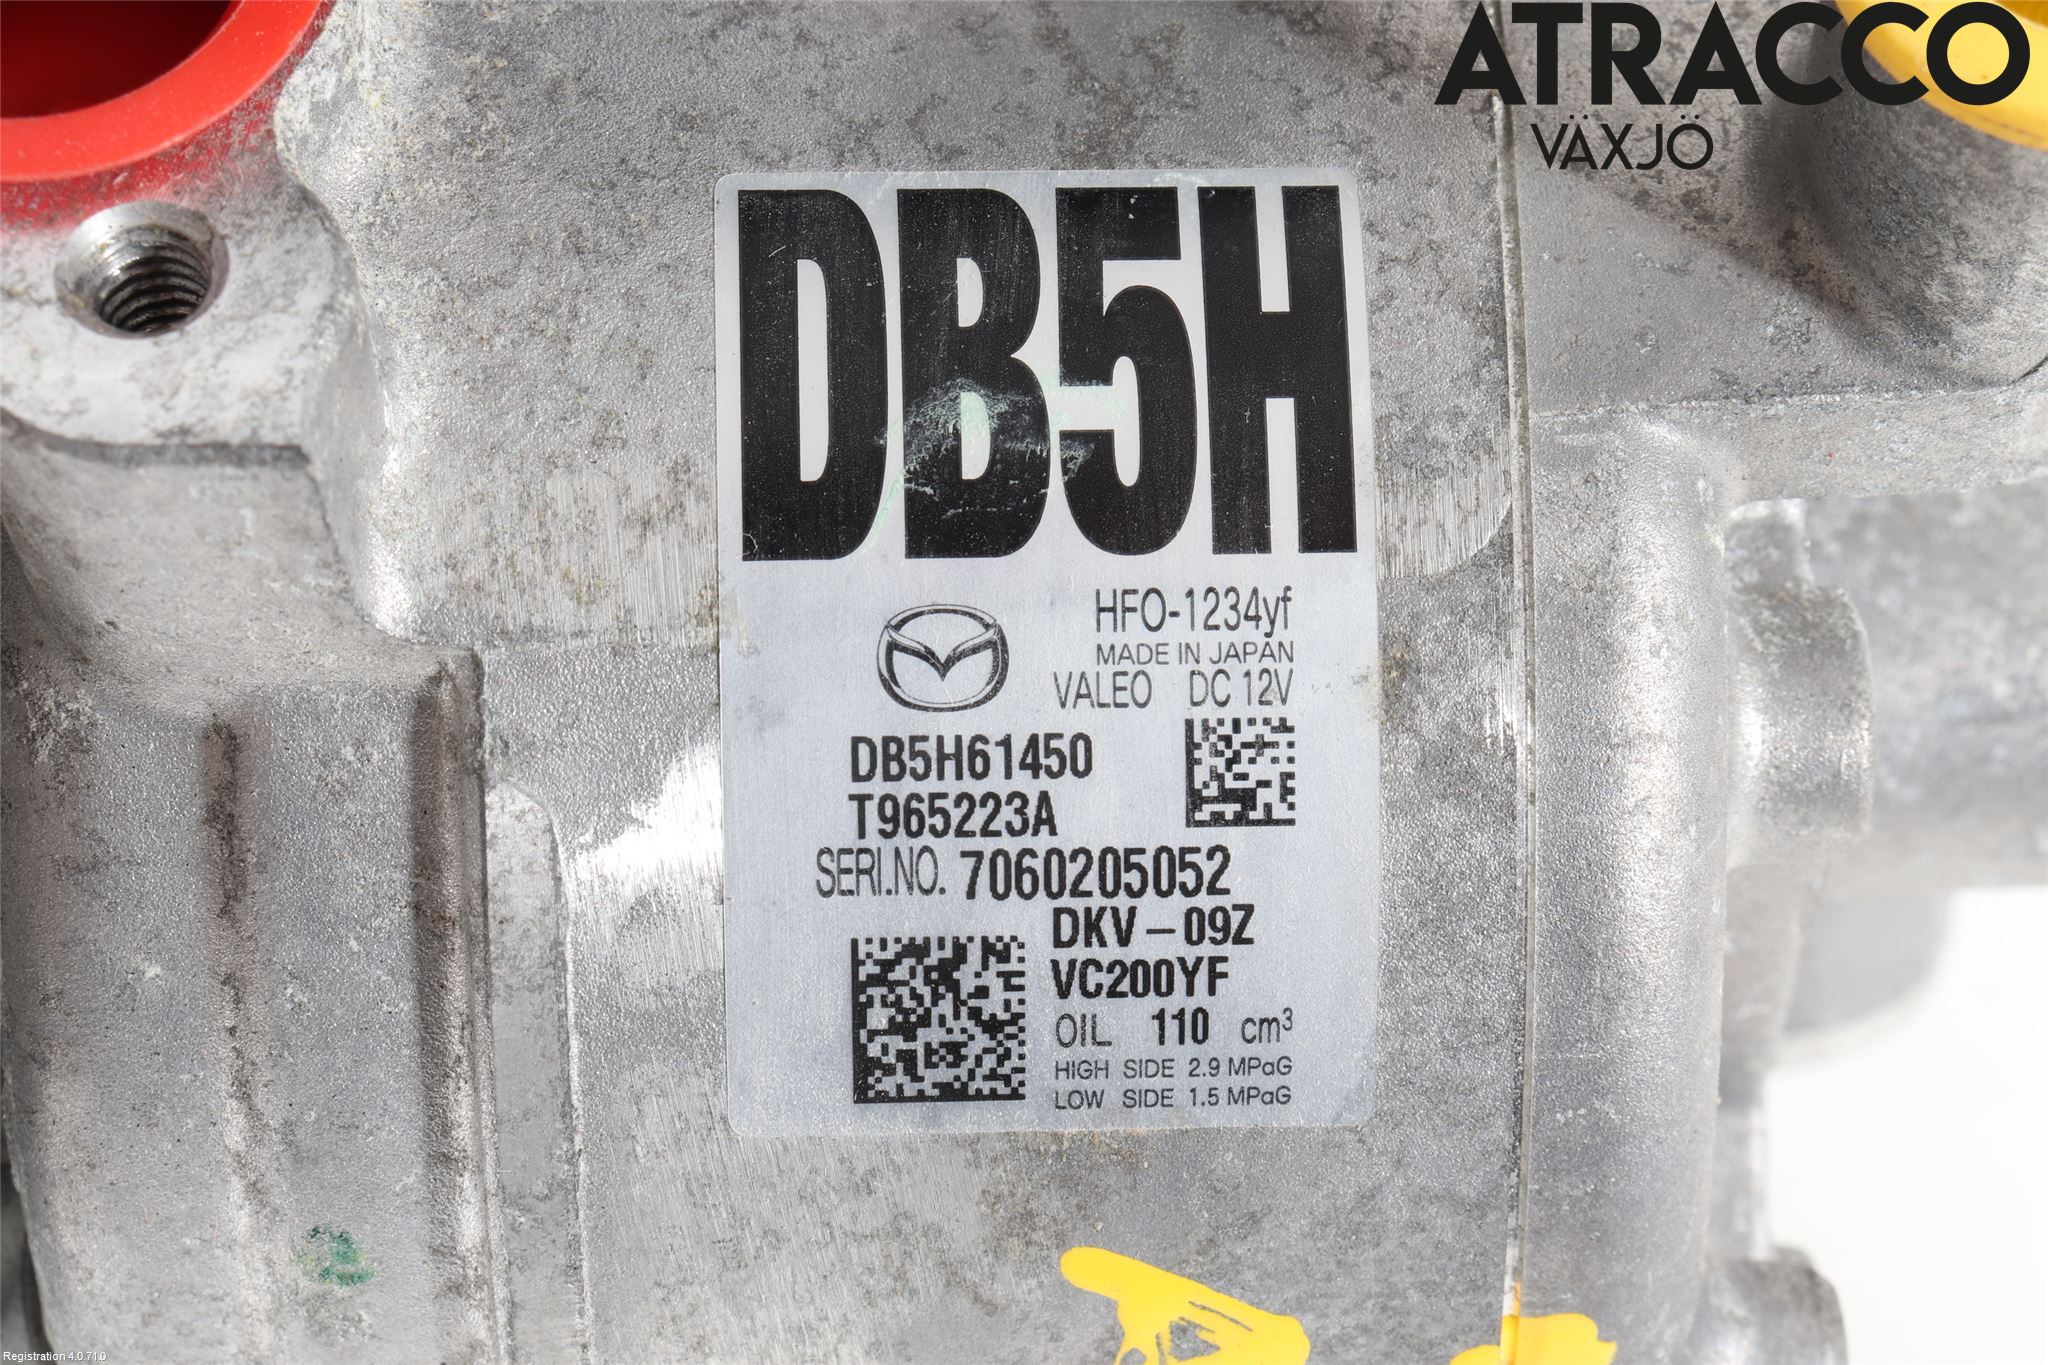 ATRACCO
VÄXJÖ
DB5H
HFO-1234yf
MADE IN JAPAN
VALEO DC 12V
DB5H61450
T965223A
SERI.NO. 7060205052
DKV-09Z
VC200YF
OIL 110 cm³
HIGH SIDE 2.9 MPaG
LOW SIDE 1.5 MPaG
Registration 4.0.71.0